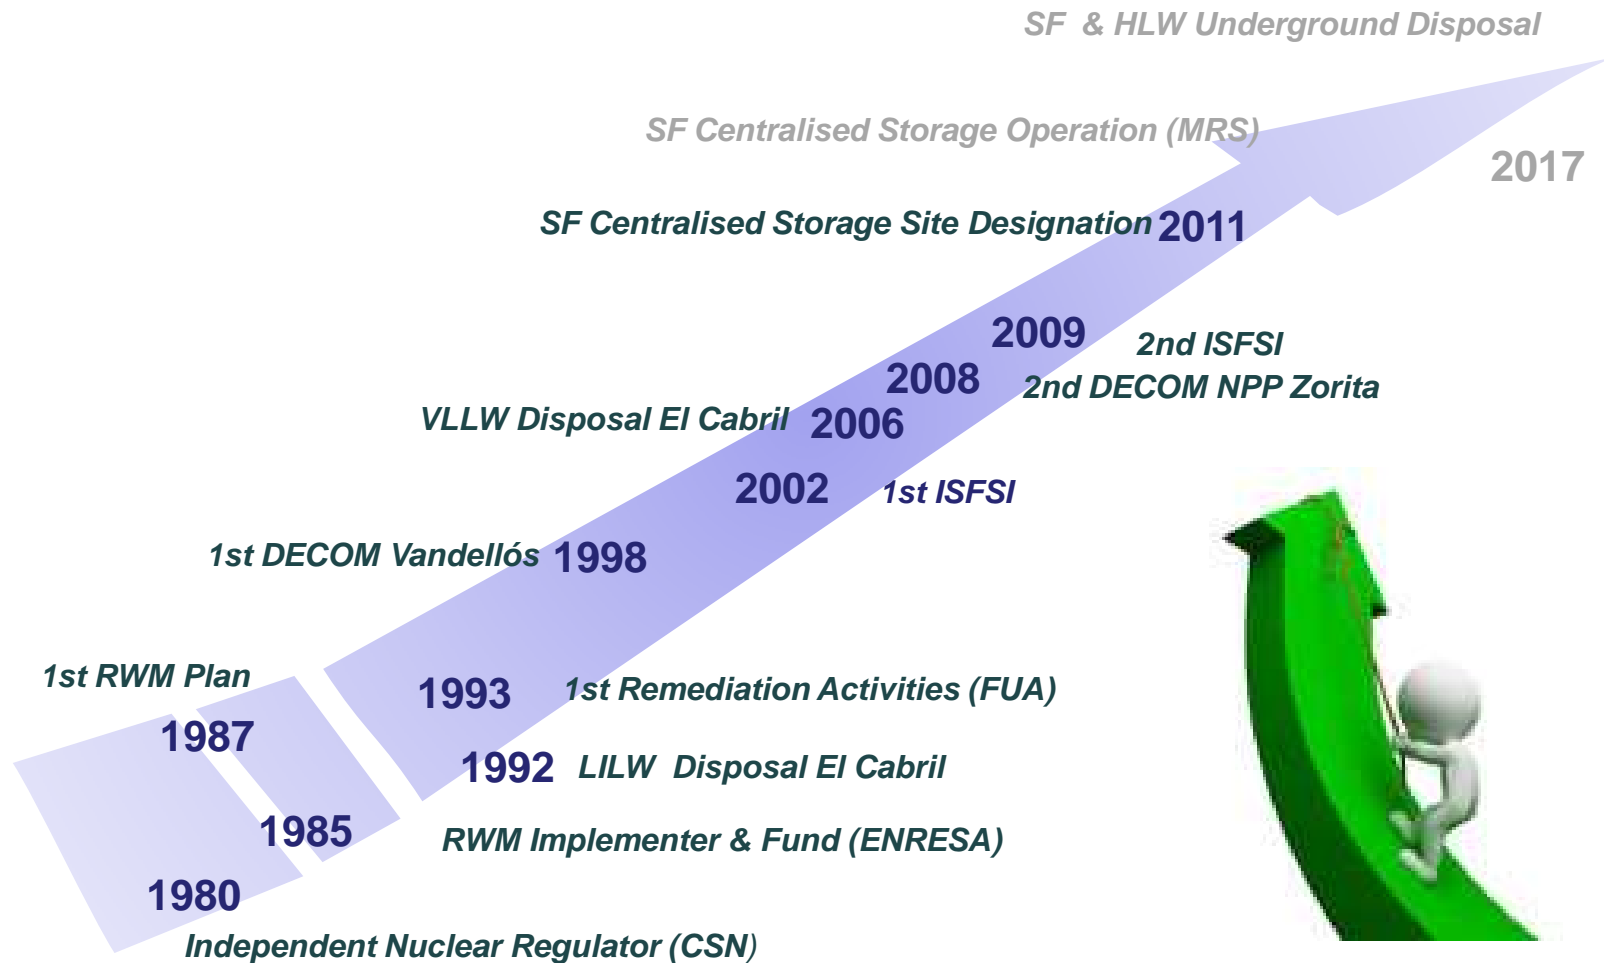 SF & HLW Underground Disposal
SF Centralised Storage Operation (MRS)
2017
SF Centralised Storage Site Designation 2011
2009 2nd ISFSI
2008 2nd DECOM NPP Zorita
VLLW Disposal El Cabril 2006
2002 1st ISFSI
1st DECOM Vandellós 1998
1st RWM Plan
1987
1993 1st Remediation Activities (FUA)
1992 LILW Disposal El Cabril
1985 RWM Implementer & Fund (ENRESA)
1980
Independent Nuclear Regulator (CSN)